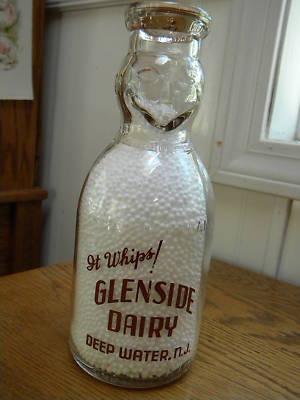 It Whips!
GLENSIDE
DAIRY
DEEP WATER, N.J.